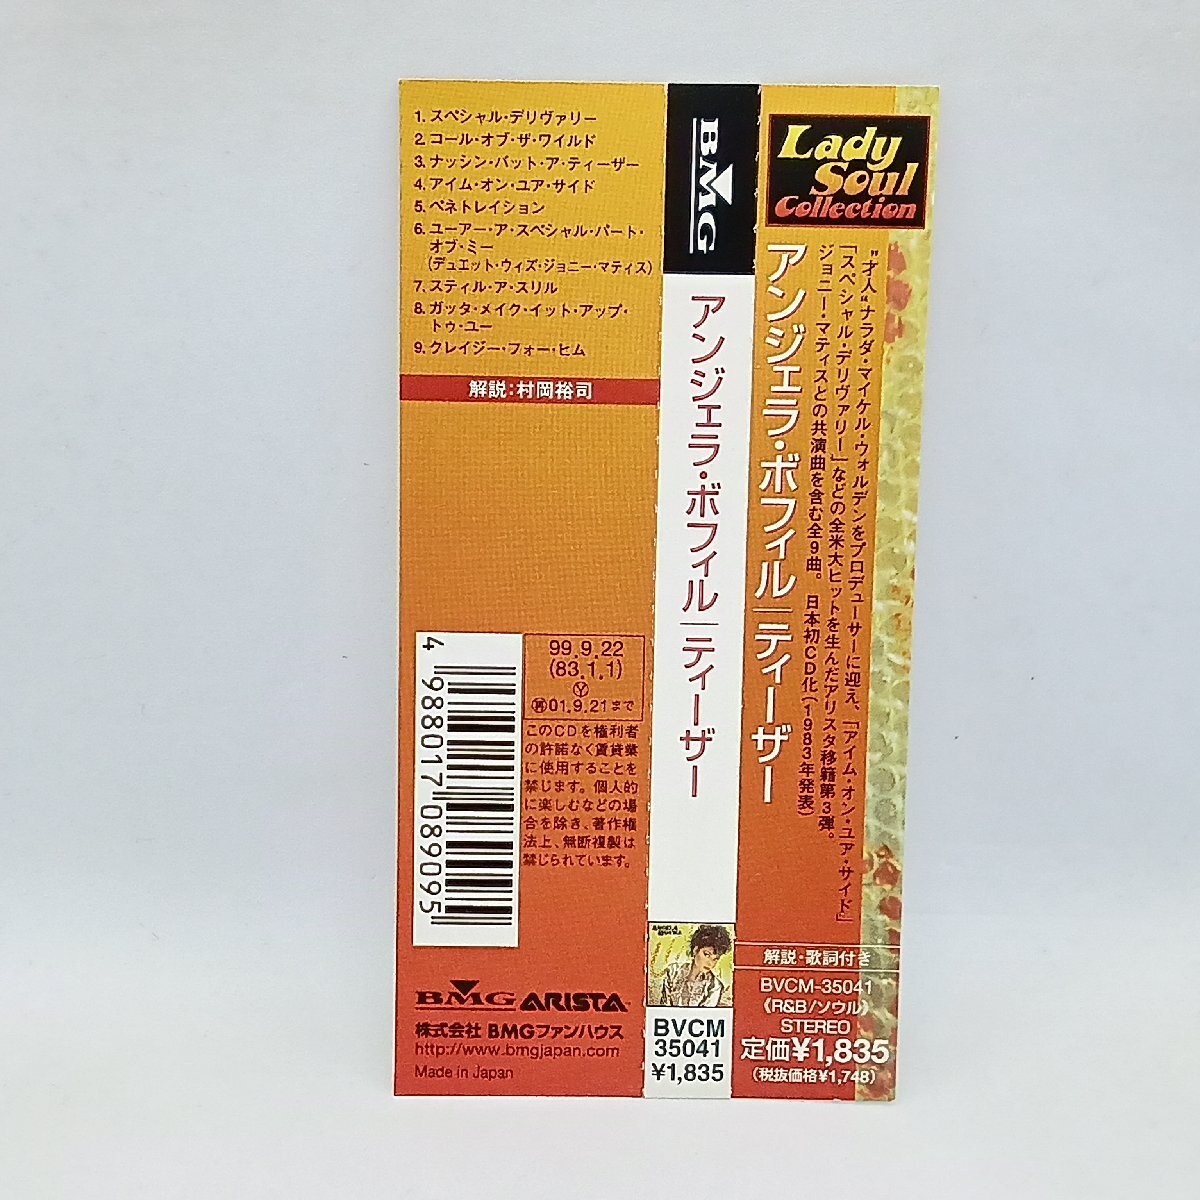 1. スペシャル・デリヴァリー
2. コール・オブ・ザ・ワイルド
3. ナッシン・バット・ア・ティーザー
4. アイム・オン・ユア・サイド
5. ペネトレイション
6. ユーアー・ア・スペシャル・パート・
オブ・ミー
(デュエット・ウィズ・ジョニー・マティス)
7. スティル・ア・スリル
8. ガッタ・メイク・イット・アップ・
トゥ・ユー
9. クレイジー・フォー・ヒム
解説:村岡裕司
4 988017 089095
99.9.22
(83.1.1)
Ⓨ
㊢01.9.21まで
このCDを権利者
の許諾なく賃貸業
に使用することを
禁じます。個人的
に楽しむなどの場
合を除き、著作権
法上、無断複製は
禁じられています。
BMG ARISTA
株式会社 BMGファンハウス
http://www.bmgjapan.com
Made in Japan
BMG
アンジェラ・ボフィル│ティーザー
BVCM
35041
¥1,835
Lady
Soul
Collection
"才人"ナラダ・マイケル・ウォルデンをプロデューサーに迎え、「アイム・オン・ユア・サイド」
「スペシャル・デリヴァリー」などの全米大ヒットを生んだアリスタ移籍第3弾。
ジョニー・マティスとの共演曲を含む全9曲。 日本初CD化(1983年発表)
アンジェラ・ボフィル│ティーザー
解説・歌詞付き
BVCM-35041
《R&B/ソウル》
STEREO
定価¥1,835
(税抜価格¥1,748)